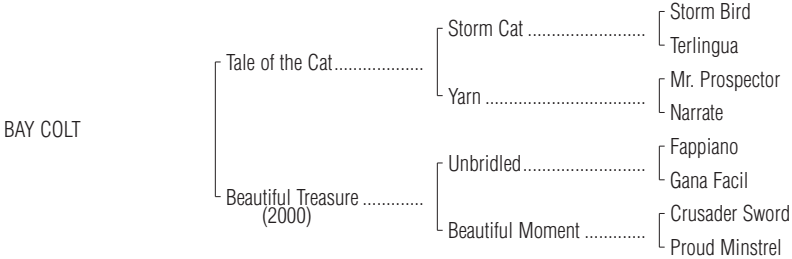 Storm Bird
Storm Cat ..........................
Terlingua
Tale of the Cat...................
Mr. Prospector
Yarn ..................................
Narrate
BAY COLT
Fappiano
Unbridled..........................
Gana Facil
Beautiful Treasure .............
(2000)
Crusader Sword
Beautiful Moment .............
Proud Minstrel